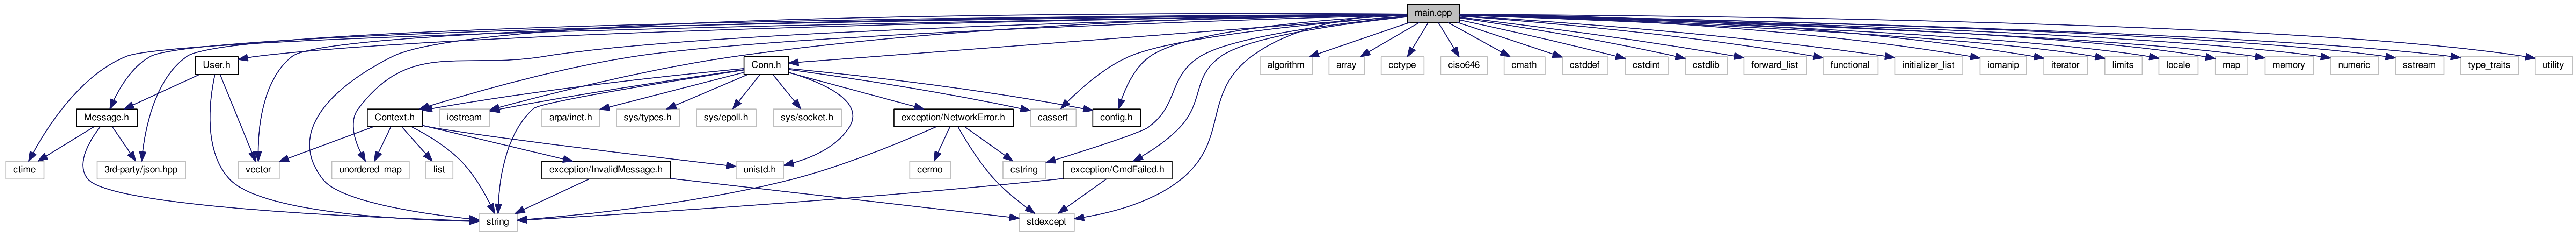 main.cpp
User.h
Conn.h
algorithm
array
cctype
ciso646
cmath
cstddef
cstdint
cstdlib
forward_list
functional
initializer_list
iomanip
iterator
limits
locale
map
memory
numeric
sstream
type_traits
utility
Message.h
Context.h
iostream
arpa/inet.h
sys/types.h
sys/epoll.h
sys/socket.h
exception/NetworkError.h
cassert
config.h
ctime
3rd-party/json.hpp
vector
unordered_map
list
exception/InvalidMessage.h
unistd.h
cerrno
cstring
exception/CmdFailed.h
string
stdexcept